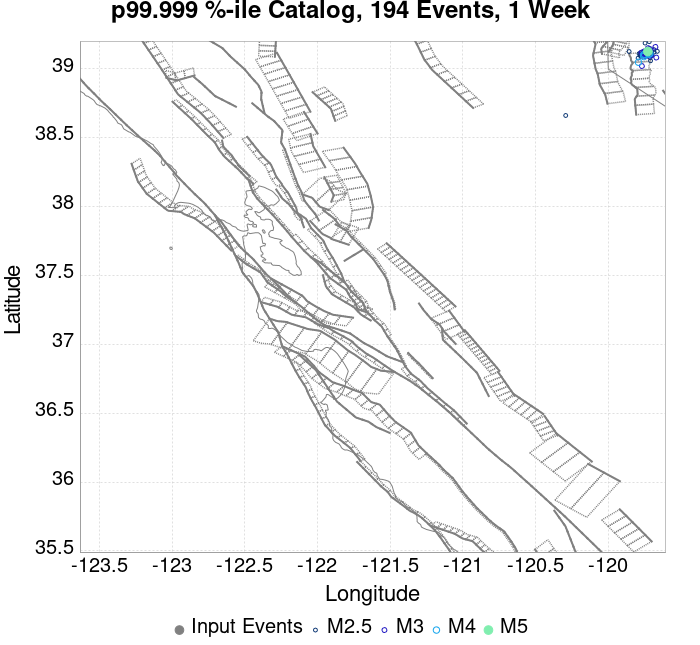 p99.999 %-ile Catalog, 194 Events, 1 Week
39
38.5
38
37.5
37
36.5
36
35.5
Latitude
-123.5 -123 -122.5 -122 -121.5 -121 -120.5 -120
Longitude
Input Events M2.5 M3 M4 M5